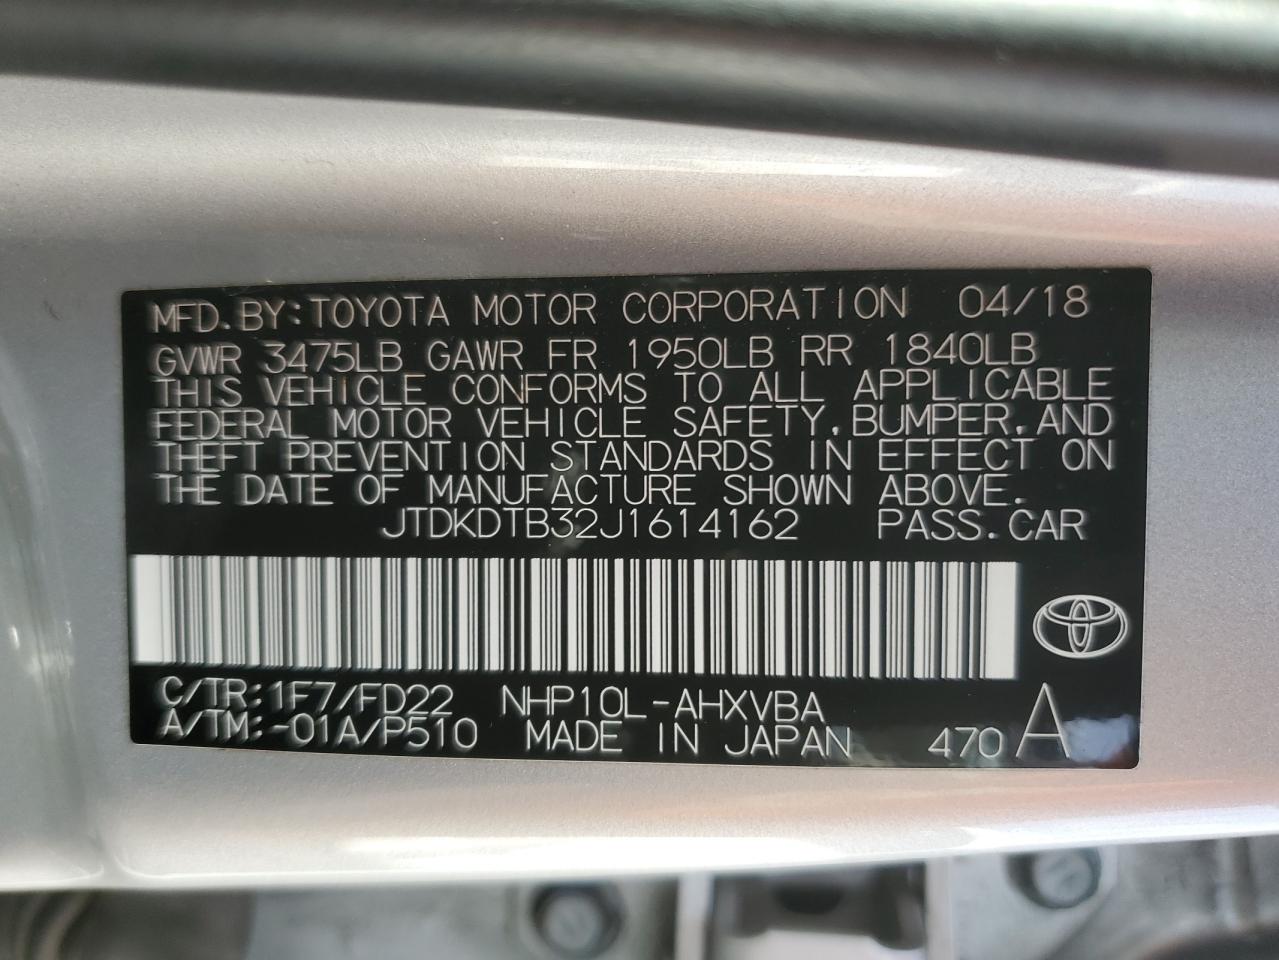 MFD. BY: TOYOTA MOTOR CORPORATION 04/18
GVWR 3475LB GAWR FR 1950LB RR 1840LB
THIS VEHICLE CONFORMS TO ALL APPLICABLE
FEDERAL MOTOR VEHICLE SAFETY, BUMPER, AND
THEFT PREVENTION STANDARDS IN EFFECT ON
THE DATE OF MANUFACTURE SHOWN ABOVE.
JTDKDTB32J1614162 PASS. CAR
C/TR: 1F7/FD22 NHP10L-AHXVBA
A/TM: -01A/P510 MADE IN JAPAN 470 A